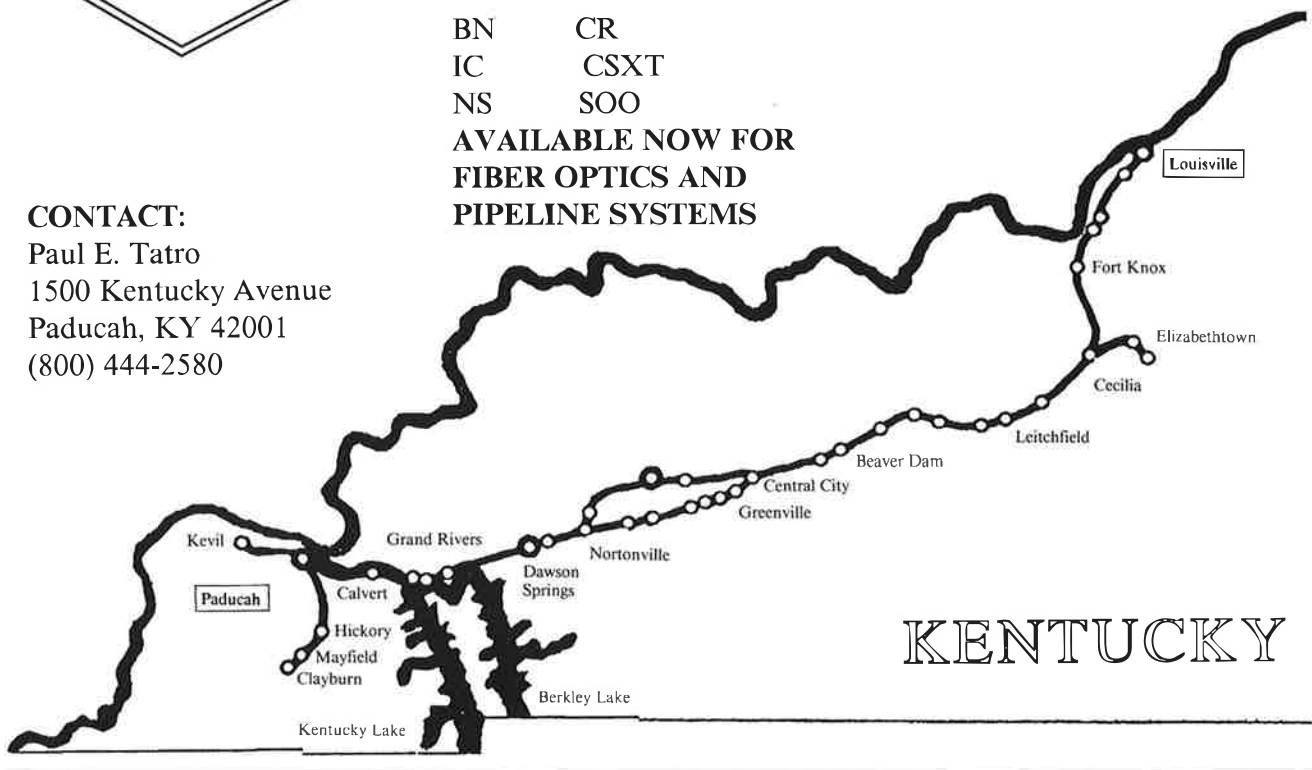 BN CR
IC CSXT
NS SOO
AVAILABLE NOW FOR
FIBER OPTICS AND
PIPELINE SYSTEMS
CONTACT:
Paul E. Tatro
1500 Kentucky Avenue
Paducah, KY 42001
(800) 444-2580
Louisville
Fort Knox
Elizabethtown
Cecilia
Leitchfield
Beaver Dam
Central City
Greenville
Nortonville
Dawson
Springs
Grand Rivers
Calvert
Kevil
Paducah
Hickory
Mayfield
Clayburn
KENTUCKY
Berkley Lake
Kentucky Lake